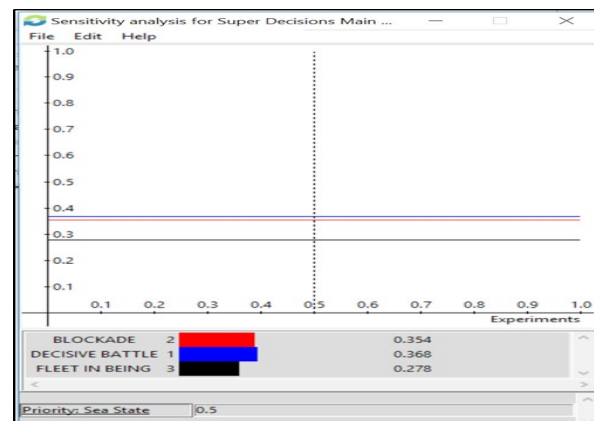 Sensitivity analysis for Super Decisions Main ...
File Edit Help
1.0
0.9
0.8
0.7
0.6
0.5
0.4
0.3
0.2
0.1
0.1 0.2 0.3 0.4 0.5 0.6 0.7 0.8 0.9 1.0
Experiments
BLOCKADE 2 0.354
DECISIVE BATTLE 1 0.368
FLEET IN BEING 3 0.278
Priority: Sea State 0.5